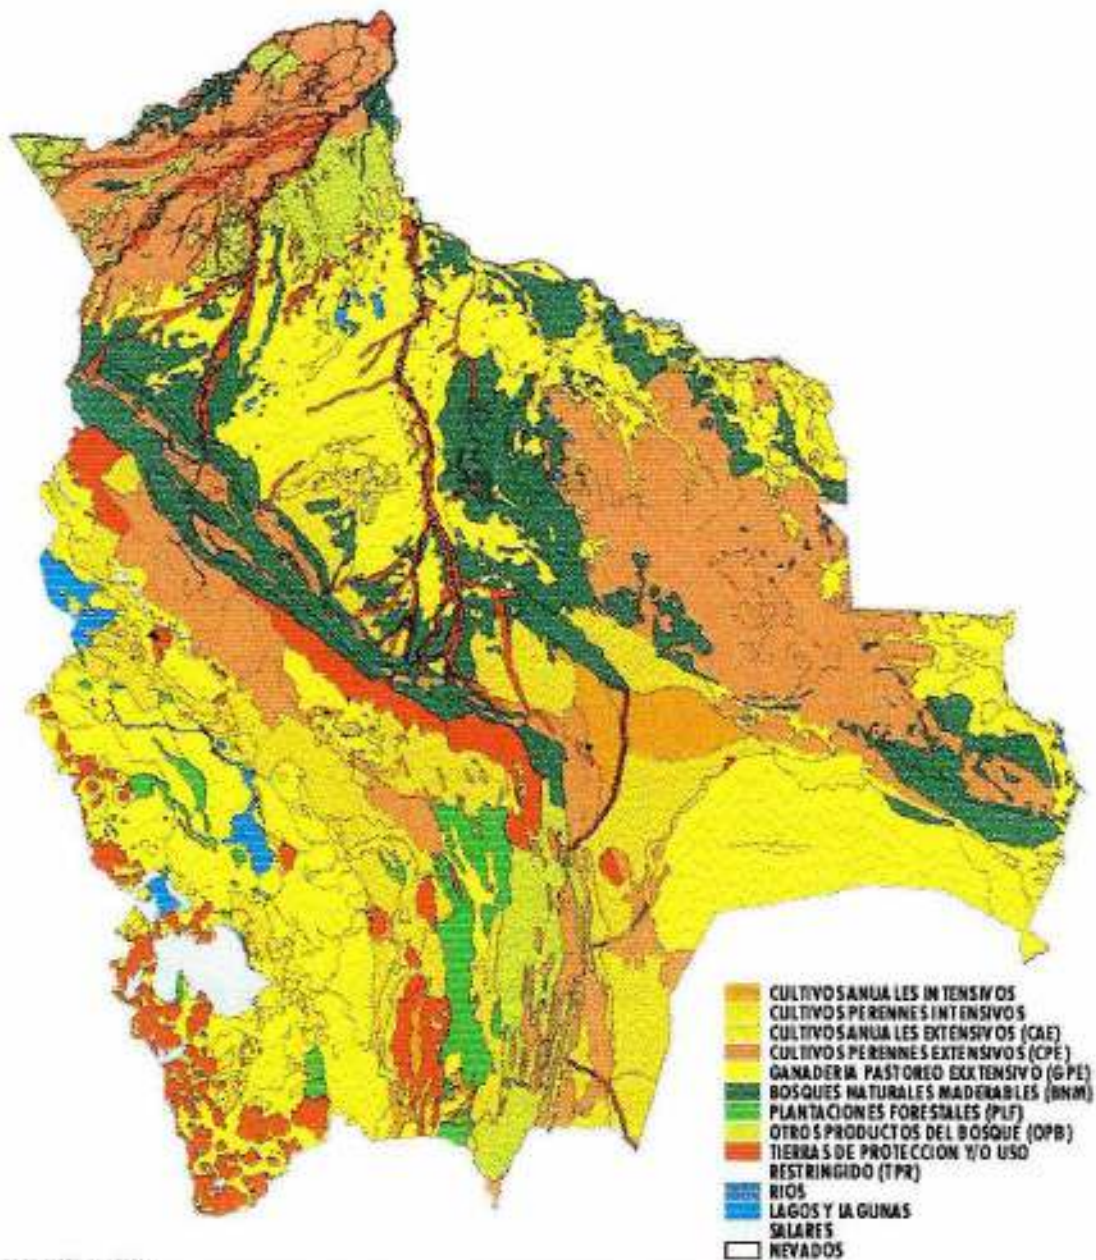 CULTIVOS ANUALES INTENSIVOS
CULTIVOS PERENNES INTENSIVOS
CULTIVOS ANUALES EXTENSIVOS (CAE)
CULTIVOS PERENNES EXTENSIVOS (CPE)
GANADERIA PASTOREO EXXTENSIVO (GPE)
BOSQUES NATURALES MADERABLES (BNM)
PLANTACIONES FORESTALES (PLF)
OTROS PRODUCTOS DEL BOSQUE (OPB)
TIERRAS DE PROTECCION Y/O USO
RESTRINGIDO (TPR)
RIOS
LAGOS Y LAGUNAS
SALARES
NEVADOS